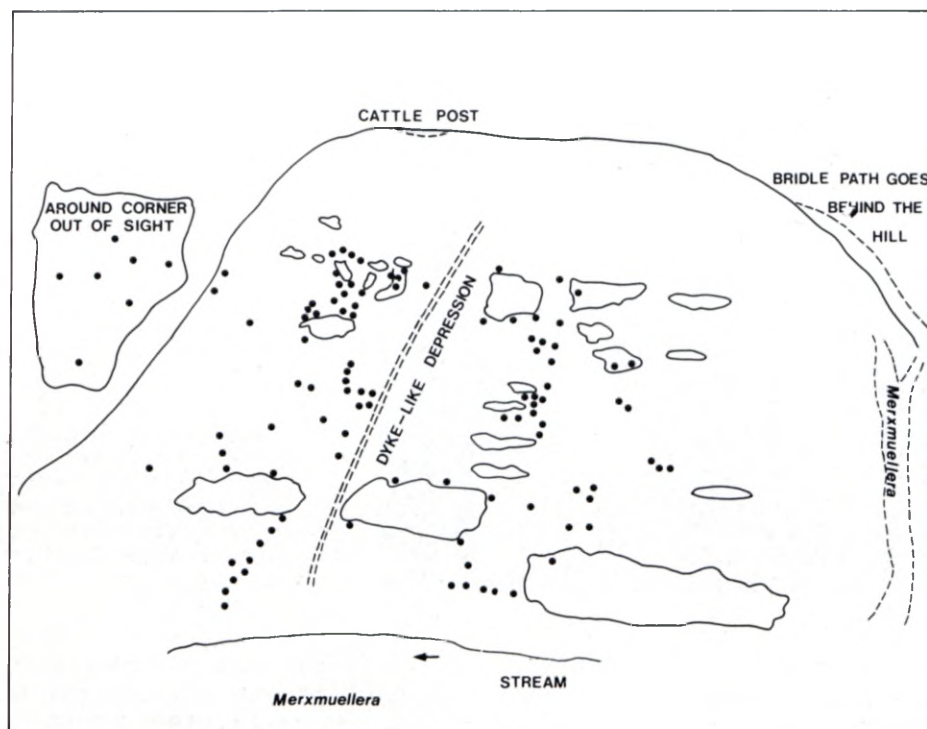 CATTLE POST
BRIDLE PATH GOES
BEHIND THE
HILL
AROUND CORNER
OUT OF SIGHT
DYKE-LIKE DEPRESSION
Merxmuellera
STREAM
Merxmuellera